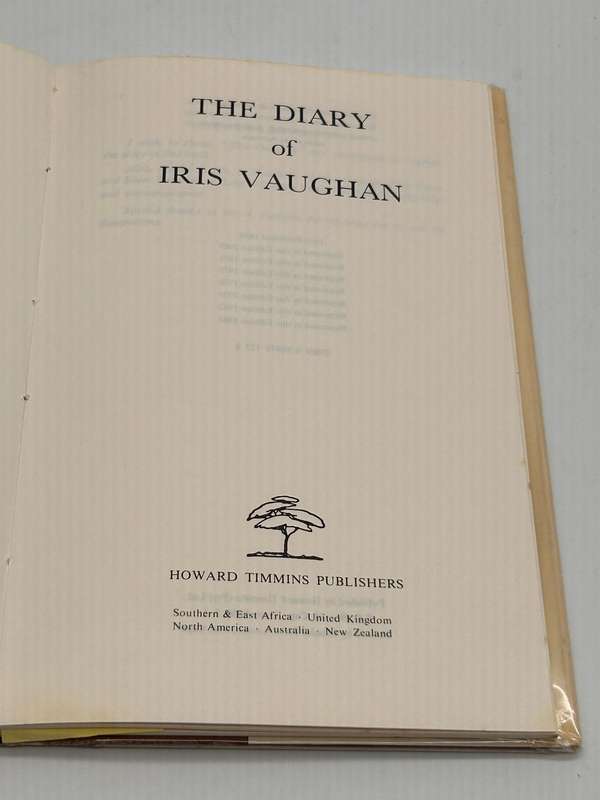 THE DIARY
of
IRIS VAUGHAN
HOWARD TIMMINS PUBLISHERS
Southern & East Africa · United Kingdom
North America · Australia · New Zealand